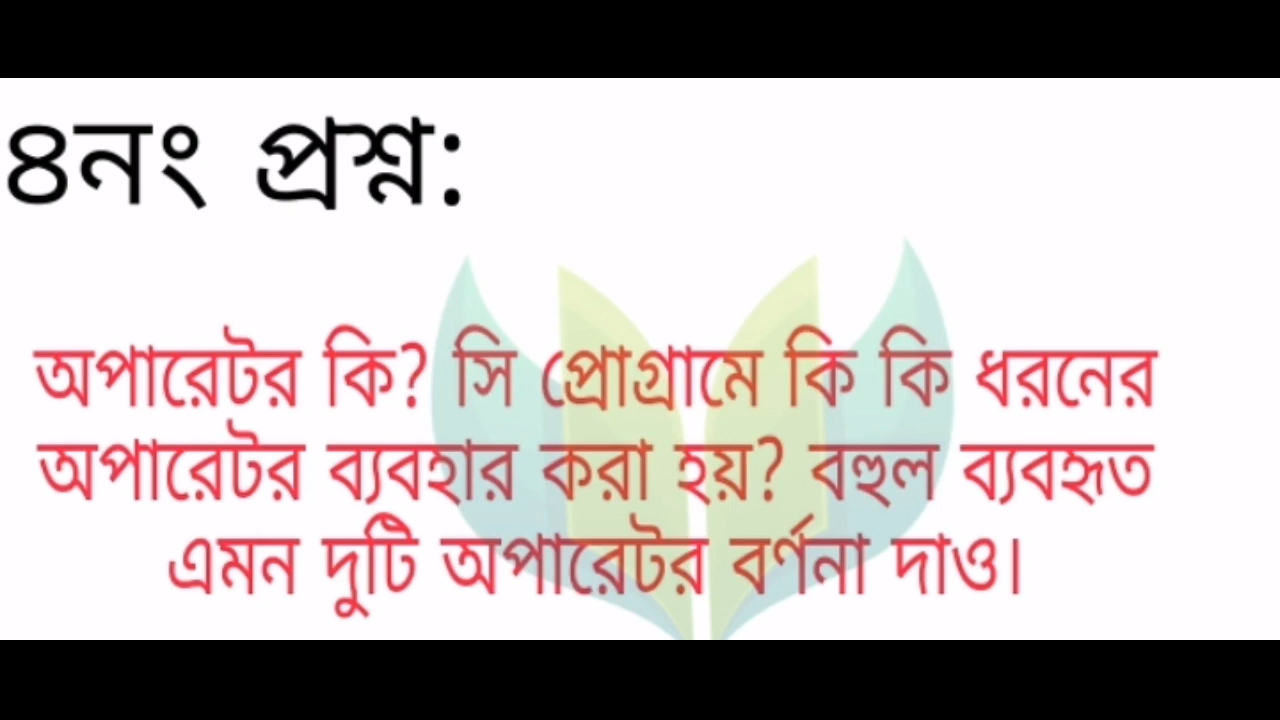 ৪নং প্রশ্ন:
অপারেটর কি? সি প্রোগ্রামে কি কি ধরনের
অপারেটর ব্যবহার করা হয়? বহুল ব্যবহৃত
এমন দুটি অপারেটর বর্ণনা দাও।